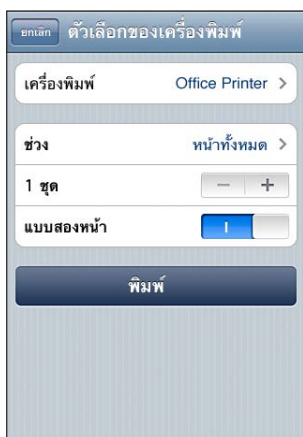 ยกเลิก ตัวเลือกของเครื่องพิมพ์
เครื่องพิมพ์ Office Printer
ช่วง หน้าทั้งหมด
1 ชุด − +
แบบสองหน้า
พิมพ์